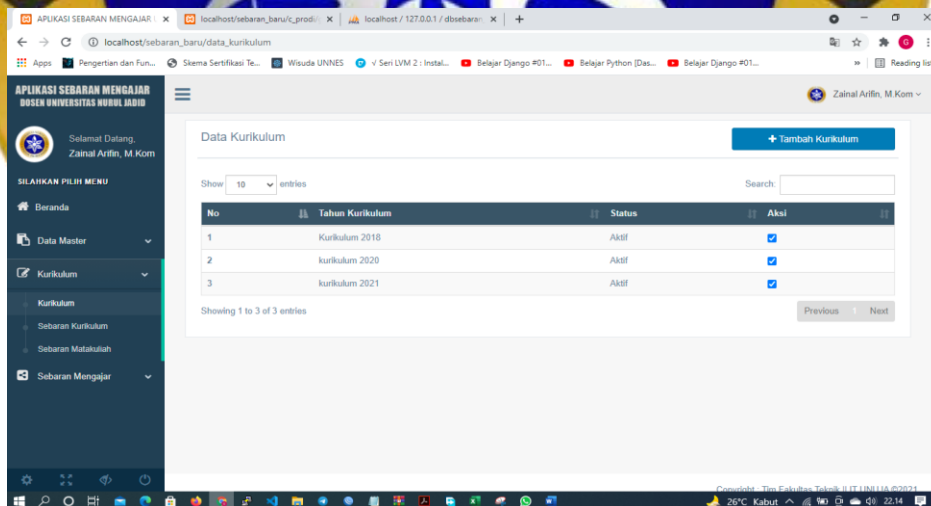 APLIKASI SEBARAN MENGAJAR
localhost/sebaran_baru/c_prodi
localhost / 127.0.0.1 / dbsebaran
localhost/sebaran_baru/data_kurikulum
Apps
Pengertian dan Fun...
Skema Sertifikasi Te...
Wisuda UNNES
√ Seri LVM 2 : Instal...
Belajar Django #01...
Belajar Python [Das...
Belajar Django #01...
»
Reading list
APLIKASI SEBARAN MENGAJAR
DOSEN UNIVERSITAS NURUL JADID
Zainal Arifin, M.Kom
Selamat Datang,
Zainal Arifin, M.Kom
SILAHKAN PILIH MENU
Beranda
Data Master
Kurikulum
Kurikulum
Sebaran Kurikulum
Sebaran Matakuliah
Sebaran Mengajar
Data Kurikulum
+ Tambah Kurikulum
Show 10 entries
Search:
No Tahun Kurikulum Status Aksi
1 Kurikulum 2018 Aktif
2 kurikulum 2020 Aktif
3 kurikulum 2021 Aktif
Showing 1 to 3 of 3 entries
Previous 1 Next
Copyright : Tim Fakultas Teknik
©2021
26°C Kabut
22.14